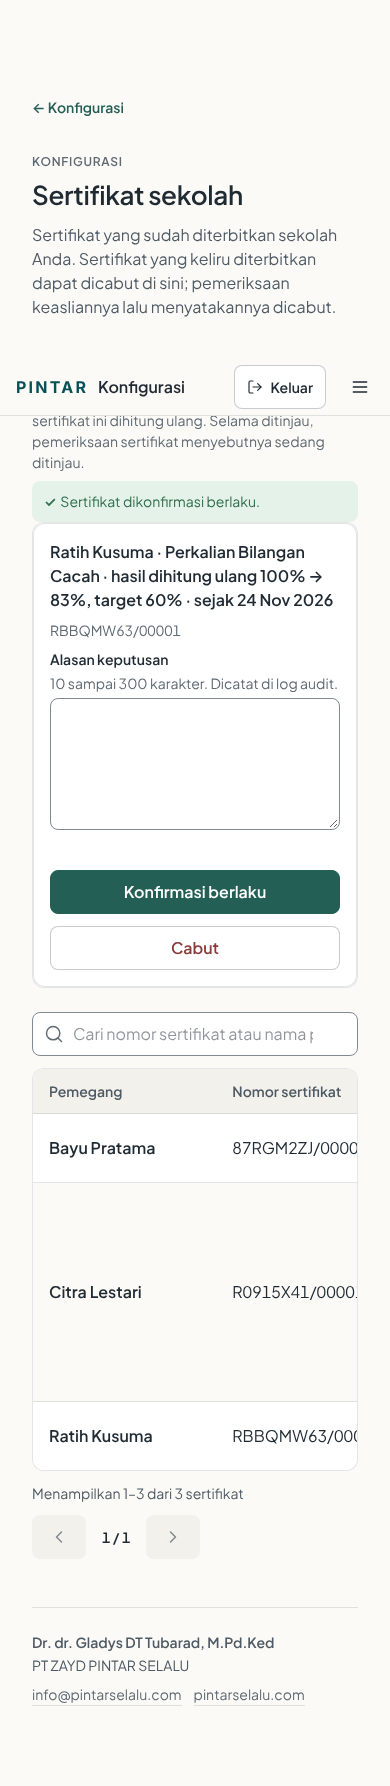 ← Konfigurasi
KONFIGURASI
Sertifikat sekolah
Sertifikat yang sudah diterbitkan sekolah
Anda. Sertifikat yang keliru diterbitkan
dapat dicabut di sini; pemeriksaan
keasliannya lalu menyatakannya dicabut.
PINTAR Konfigurasi Keluar
sertifikat ini dihitung ulang. Selama ditinjau,
pemeriksaan sertifikat menyebutnya sedang
ditinjau.
✓ Sertifikat dikonfirmasi berlaku.
Ratih Kusuma · Perkalian Bilangan
Cacah · hasil dihitung ulang 100% →
83%, target 60% · sejak 24 Nov 2026
RBBQMW63/00001
Alasan keputusan
10 sampai 300 karakter. Dicatat di log audit.
Konfirmasi berlaku
Cabut
Cari nomor sertifikat atau nama
Pemegang Nomor sertifikat
Bayu Pratama 87RGM2ZJ/0000
Citra Lestari R0915X41/0000
Ratih Kusuma RBBQMW63/000
Menampilkan 1–3 dari 3 sertifikat
1/1
Dr. dr. Gladys DT Tubarad, M.Pd.Ked
PT ZAYD PINTAR SELALU
info@pintarselalu.com pintarselalu.com